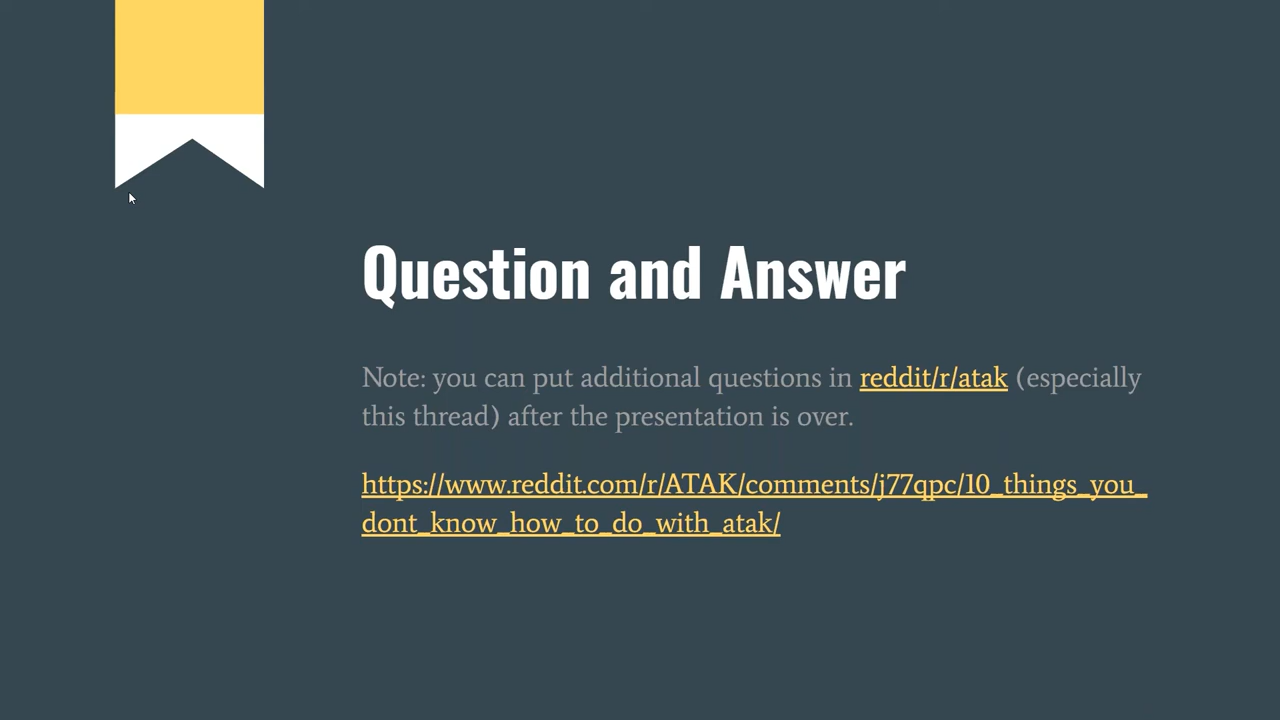 Question and Answer
Note: you can put additional questions in reddit/r/atak (especially
this thread) after the presentation is over.
https://www.reddit.com/r/ATAK/comments/j77qpc/10_things_you_
dont_know_how_to_do_with_atak/